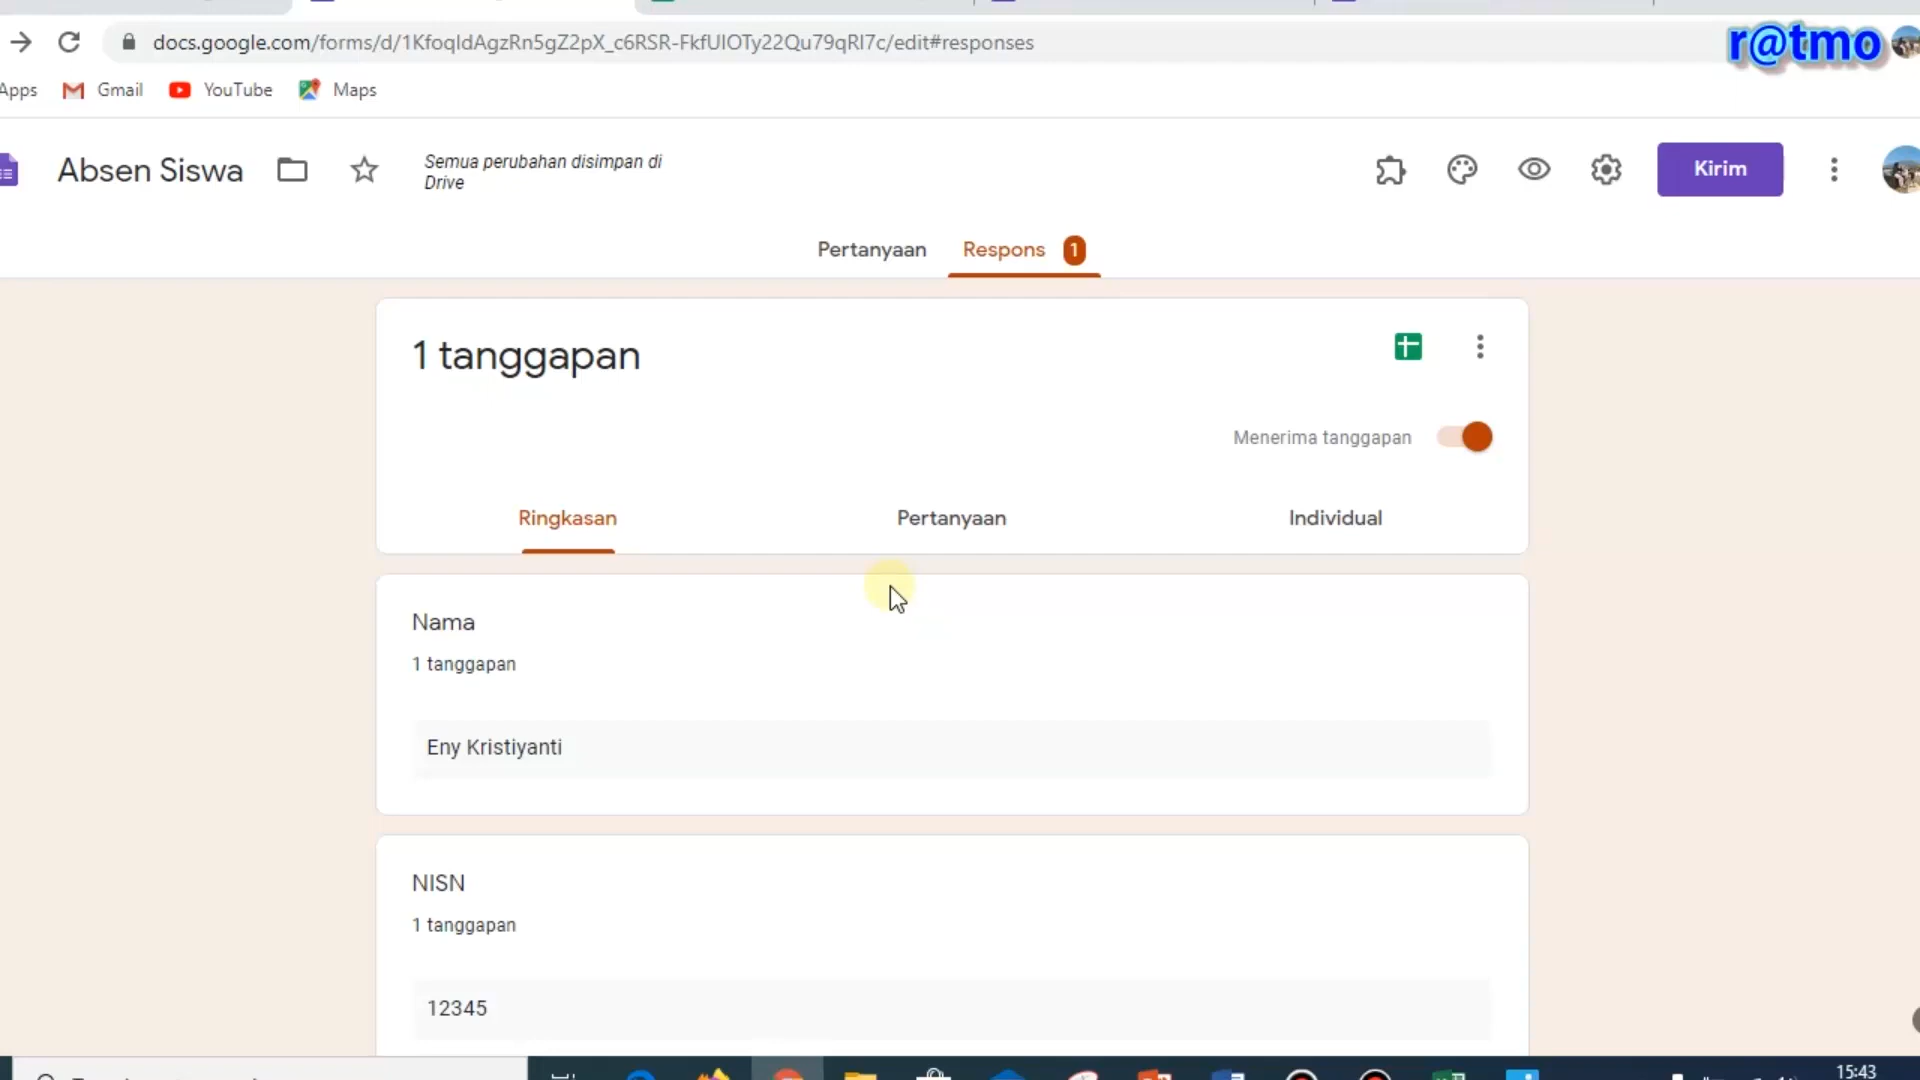 docs.google.com/forms/d/1KfoqIdAgzRn5gZ2pX_c6RSR-FkfUIOTy22Qu79qRI7c/edit#responses
r@tmo
Apps Gmail YouTube Maps
Absen Siswa
Semua perubahan disimpan di
Drive
Kirim
Pertanyaan Respons 1
1 tanggapan
Menerima tanggapan
Ringkasan Pertanyaan Individual
Nama
1 tanggapan
Eny Kristiyanti
NISN
1 tanggapan
12345
15:43